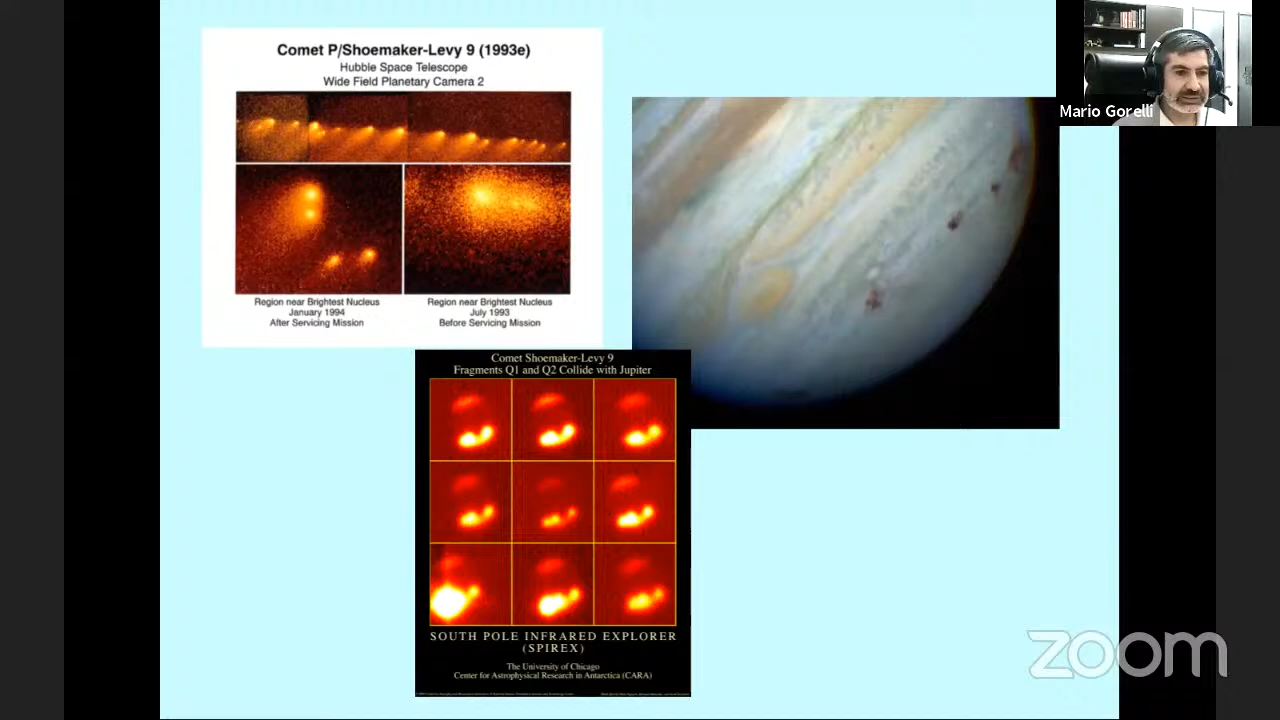 Comet P/Shoemaker-Levy 9 (1993e)
Hubble Space Telescope
Wide Field Planetary Camera 2
Region near Brightest Nucleus
January 1994
After Servicing Mission
Region near Brightest Nucleus
July 1993
Before Servicing Mission
Mario Gorelli
Comet Shoemaker-Levy 9
Fragments Q1 and Q2 Collide with Jupiter
SOUTH POLE INFRARED EXPLORER
(SPIREX)
The University of Chicago
Center for Astrophysical Research in Antarctica (CARA)
zoom